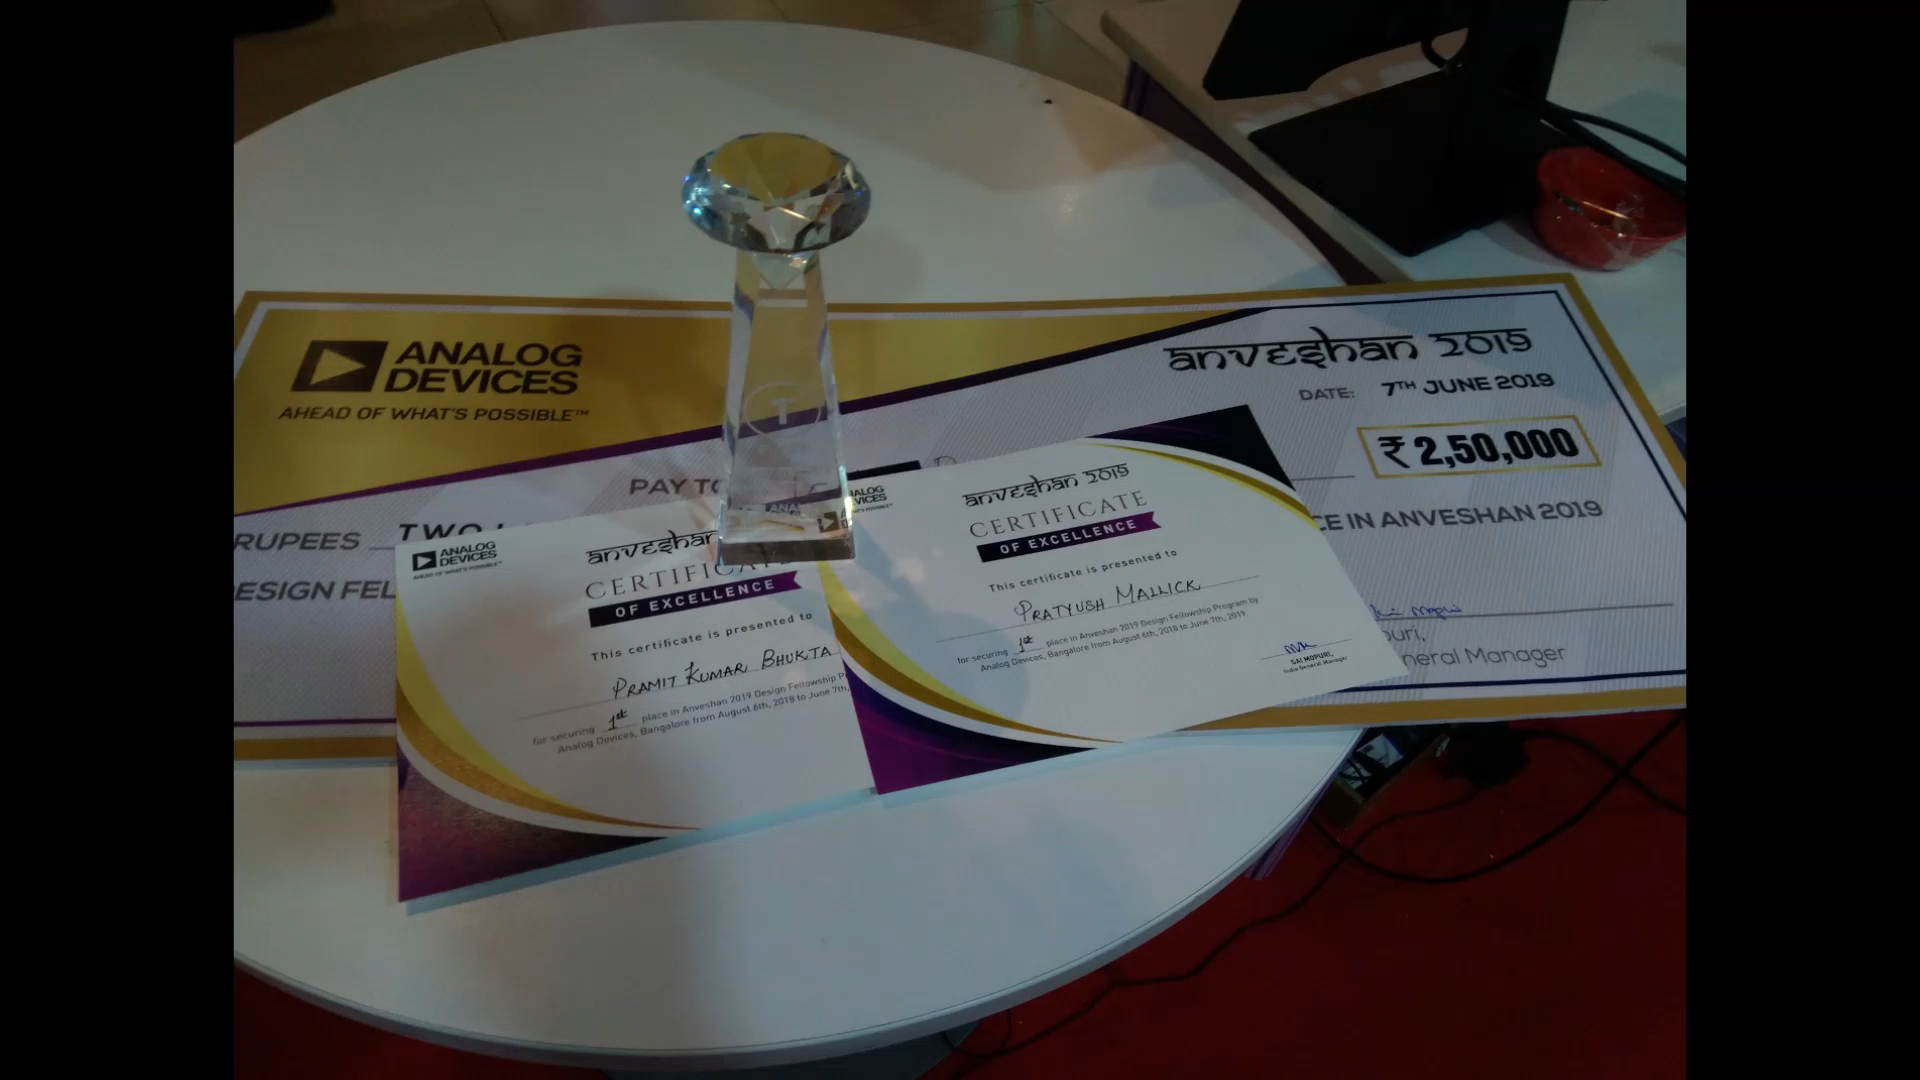 ANALOG
DEVICES
AHEAD OF WHAT'S POSSIBLE™
anveshan 2019
DATE: 7TH JUNE 2019
₹ 2,50,000
PAY TO
RUPEES TWO
CE IN ANVESHAN 2019
ESIGN FEL
ouri,
neral Manager
ANALOG
DEVICES
AHEAD OF WHAT'S POSSIBLE™
anveshan
CERTIFICATE
OF EXCELLENCE
This certificate is presented to
PRAMIT KUMAR BHUKTA
for securing 1st place in Anveshan 2019 Design Fellowship P
Analog Devices, Bangalore from August 6th, 2018 to June 7th,
ALOG
VICES
anveshan 2019
CERTIFICATE
OF EXCELLENCE
This certificate is presented to
PRATYUSH MALLICK
for securing 1st place in Anveshan 2019 Design Fellowship Program by
Analog Devices, Bangalore from August 6th, 2018 to June 7th, 2019
SAI MOPURI,
India General Manager